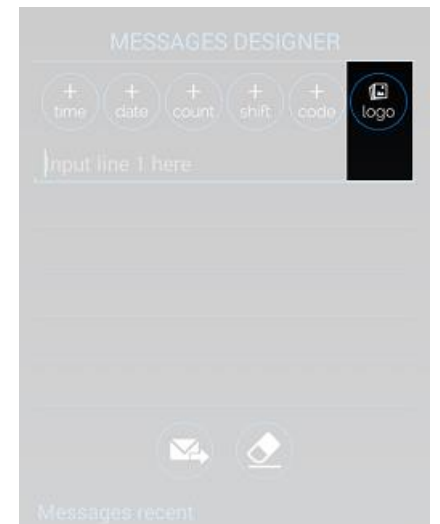 MESSAGES DESIGNER
+ + + + +
time date count shift code logo
Input line 1 here
Messages recent